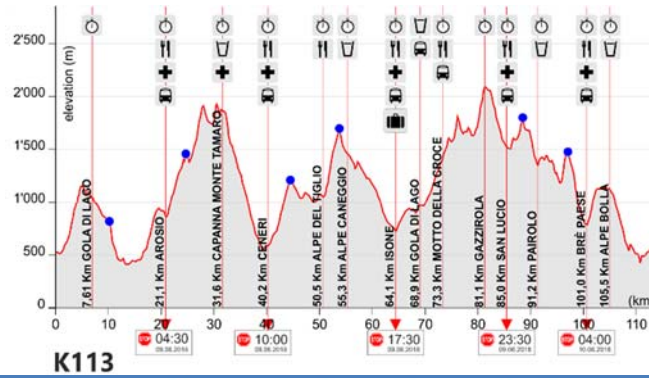 elevation (m)
2'500
2'000
1'500
1'000
500
0
7,61 Km GOLA DI LAGO
21,1 Km AROSIO
31,6 Km CAPANNA MONTE TAMARO
40,2 Km CENERI
50,5 Km ALPE DEL TIGLIO
55,3 Km ALPE CANEGGIO
64,1 Km ISONE
68,9 Km GOLA DI LAGO
73,3 Km MOTTO DELLA CROCE
81,1 Km GAZZIROLA
85,0 Km SAN LUCIO
91,2 Km PAIROLO
101,0 Km BRÈ PAESE
105,5 Km ALPE BOLLA
0 10 20 30 40 50 60 70 80 90 100 110
(km
STOP 04:30
STOP 10:00
STOP 17:30
STOP 23:30
STOP 04:00
K113